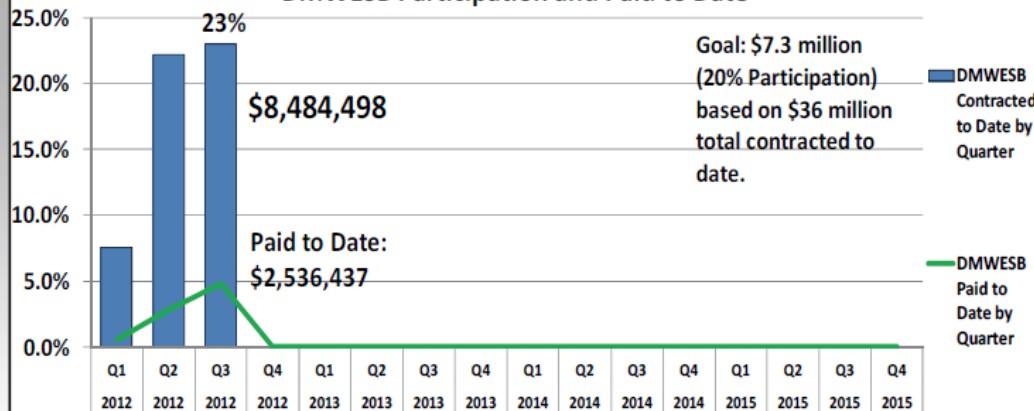 25.0%
20.0%
15.0%
10.0%
5.0%
0.0%
23%
$8,484,498
Paid to Date:
$2,536,437
Goal: $7.3 million
(20% Participation)
based on $36 million
total contracted to
date.
DMWESB
Contracted
to Date by
Quarter
DMWESB
Paid to
Date by
Quarter
Q1 Q2 Q3 Q4 Q1 Q2 Q3 Q4 Q1 Q2 Q3 Q4 Q1 Q2 Q3 Q4
2012 2012 2012 2012 2013 2013 2013 2013 2014 2014 2014 2014 2015 2015 2015 2015